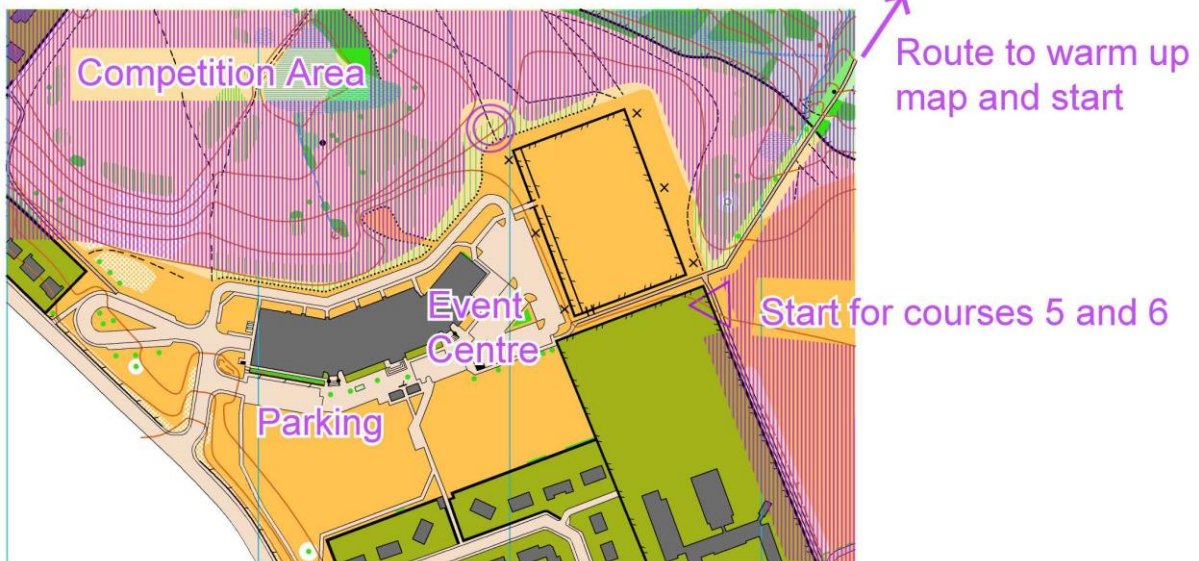 Competition Area
Route to warm up
map and start
Event
Centre
Start for courses 5 and 6
Parking